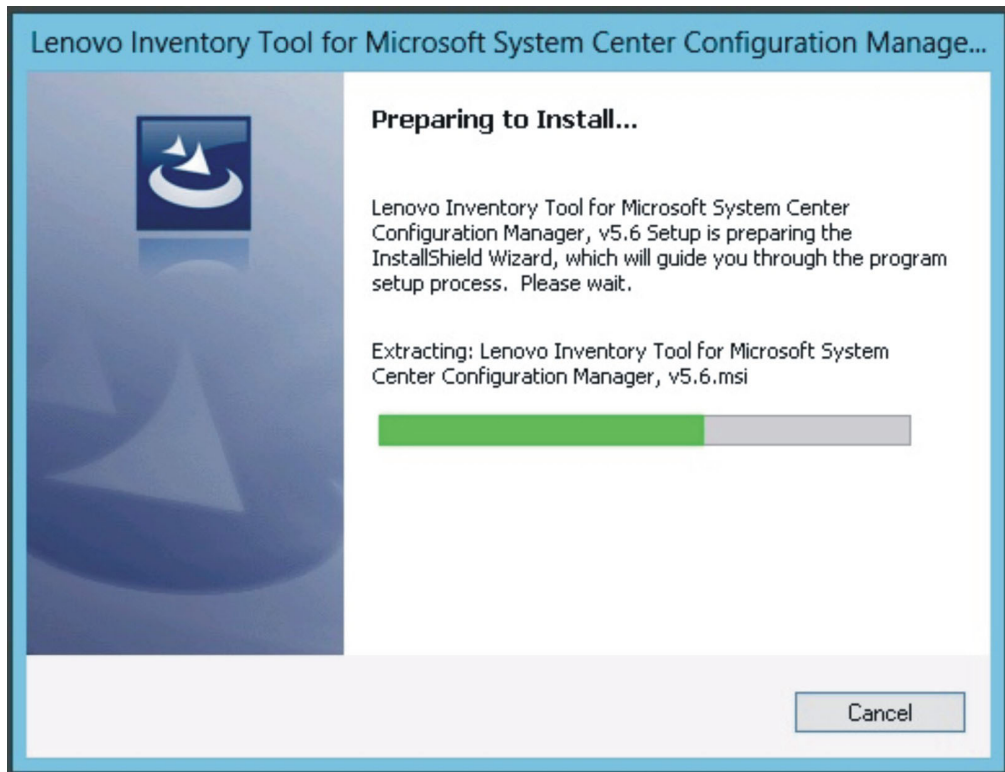 Lenovo Inventory Tool for Microsoft System Center Configuration Manage...
Preparing to Install...
Lenovo Inventory Tool for Microsoft System Center
Configuration Manager, v5.6 Setup is preparing the
InstallShield Wizard, which will guide you through the program
setup process.  Please wait.
Extracting: Lenovo Inventory Tool for Microsoft System
Center Configuration Manager, v5.6.msi
Cancel